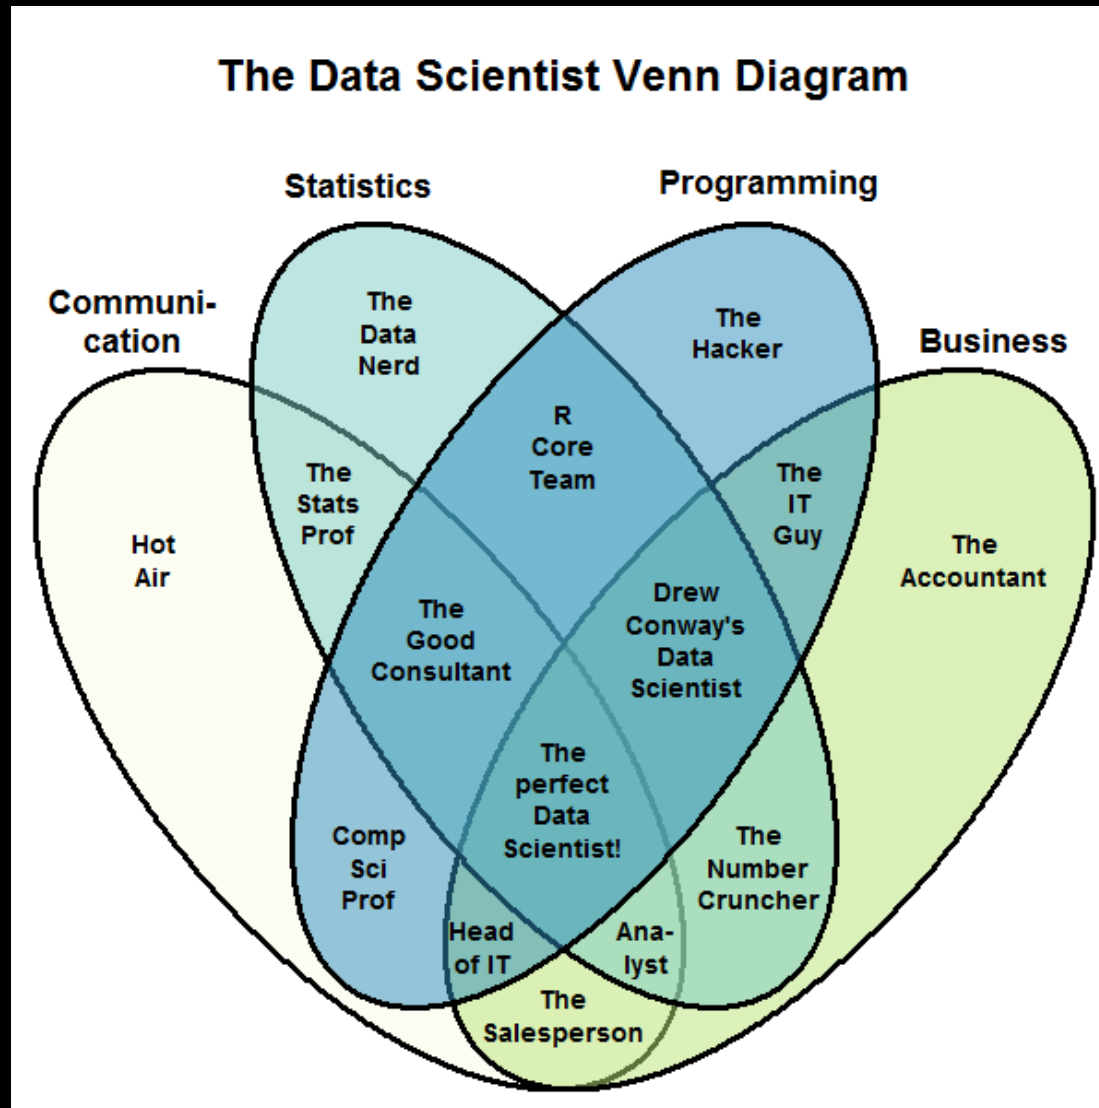 The Data Scientist Venn Diagram
Statistics
Programming
Communi-
cation
Business
The
Data
Nerd
The
Hacker
R
Core
Team
The
Stats
Prof
The
IT
Guy
Hot
Air
The
Accountant
The
Good
Consultant
Drew
Conway's
Data
Scientist
The
perfect
Data
Scientist!
Comp
Sci
Prof
The
Number
Cruncher
Head
of IT
Ana-
lyst
The
Salesperson